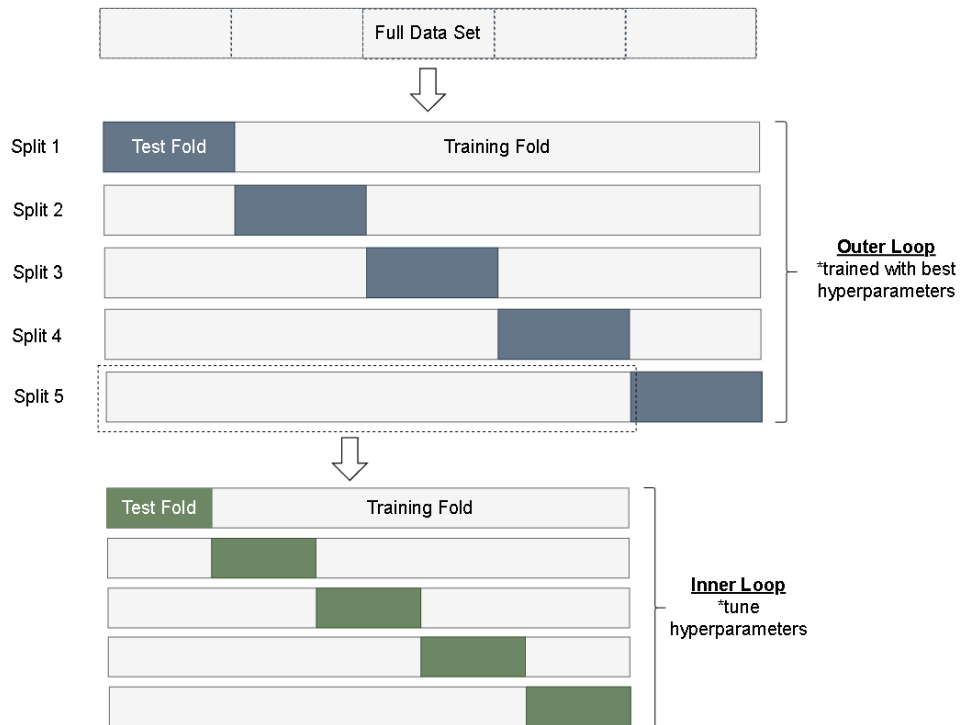 Full Data Set
Split 1
Test Fold
Training Fold
Split 2
Split 3
Split 4
Split 5
Outer Loop
*trained with best
hyperparameters
Test Fold
Training Fold
Inner Loop
*tune
hyperparameters